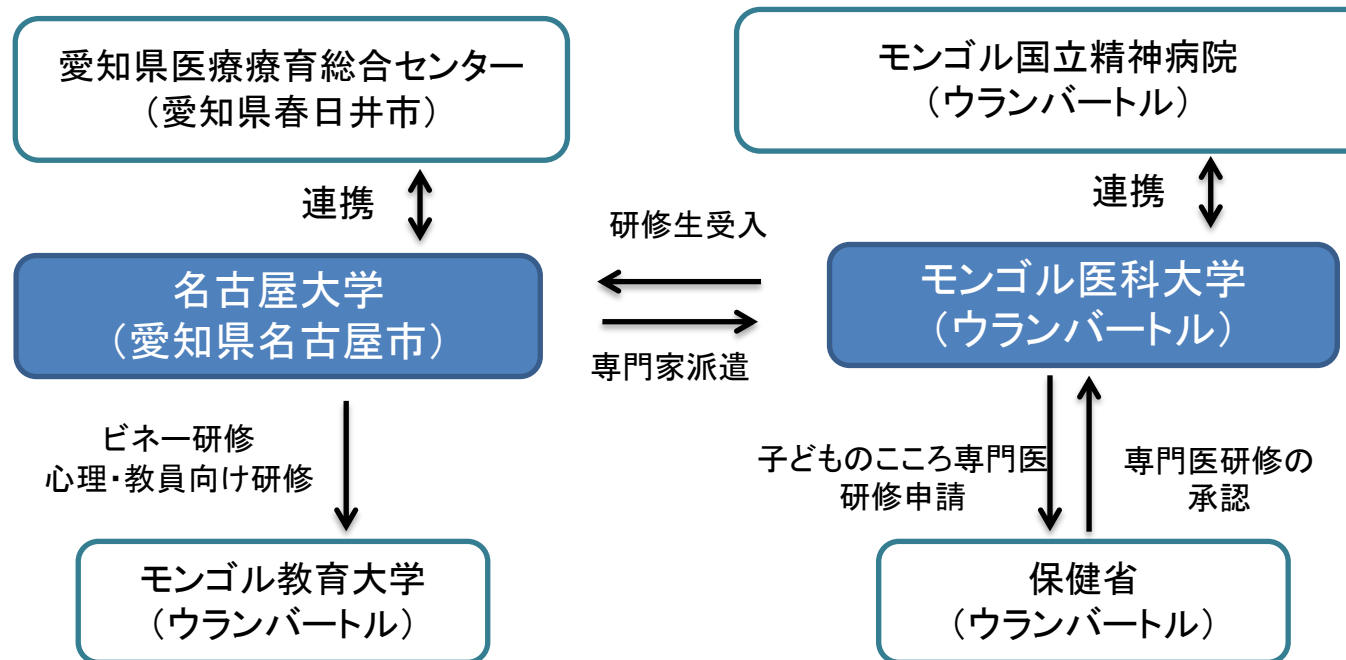 愛知県医療療育総合センター
（愛知県春日井市）
モンゴル国立精神病院
（ウランバートル）
連携
連携
研修生受入
名古屋大学
（愛知県名古屋市）
モンゴル医科大学
（ウランバートル）
専門家派遣
ビネー研修
心理・教員向け研修
子どものこころ専門医
研修申請
専門医研修の
承認
モンゴル教育大学
（ウランバートル）
保健省
（ウランバートル）